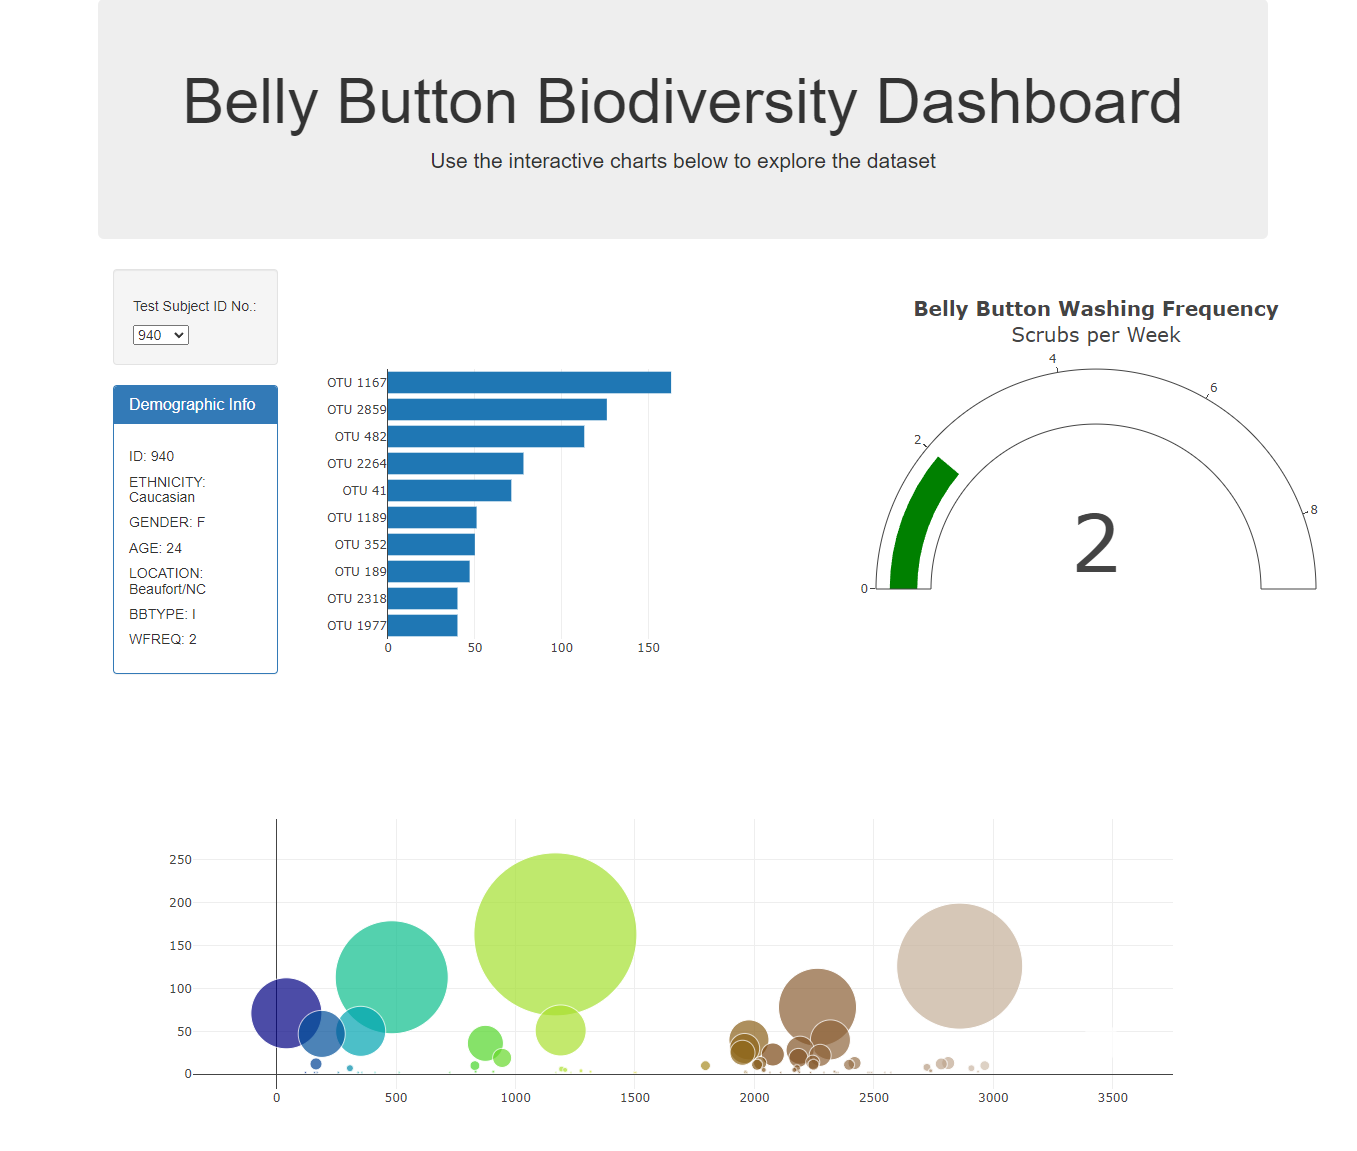 Belly Button Biodiversity Dashboard
Use the interactive charts below to explore the dataset
Test Subject ID No.:
940
Demographic Info
ID: 940
ETHNICITY:
Caucasian
GENDER: F
AGE: 24
LOCATION:
Beaufort/NC
BBTYPE: I
WFREQ: 2
OTU 1167
OTU 2859
OTU 482
OTU 2264
OTU 41
OTU 1189
OTU 352
OTU 189
OTU 2318
OTU 1977
0 50 100 150
Belly Button Washing Frequency
Scrubs per Week
0
2
4
6
8
2
250
200
150
100
50
0
0 500 1000 1500 2000 2500 3000 3500